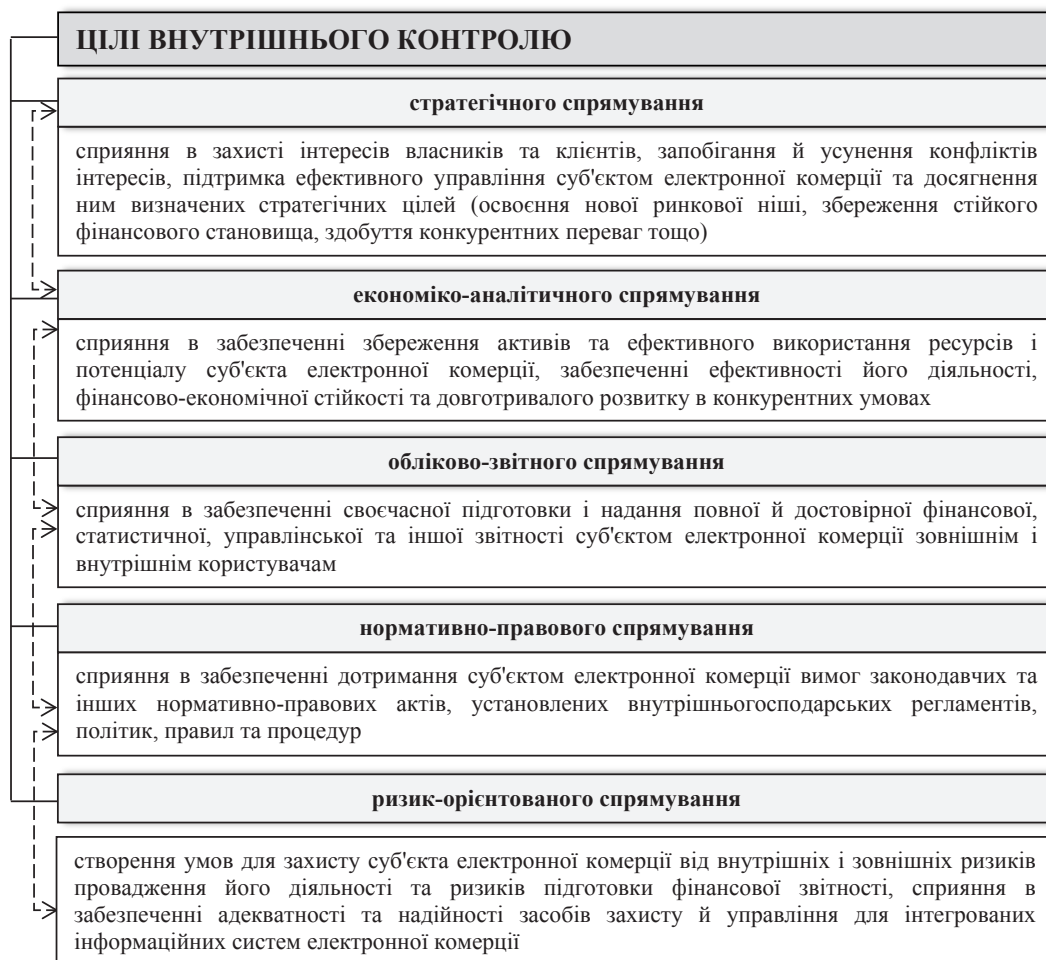 ЦІЛІ ВНУТРІШНЬОГО КОНТРОЛЮ
стратегічного спрямування
сприяння в захисті інтересів власників та клієнтів, запобігання й усунення конфліктів
інтересів, підтримка ефективного управління суб'єктом електронної комерції та досягнення
ним визначених стратегічних цілей (освоєння нової ринкової ніші, збереження стійкого
фінансового становища, здобуття конкурентних переваг тощо)
економіко-аналітичного спрямування
сприяння в забезпеченні збереження активів та ефективного використання ресурсів і
потенціалу суб'єкта електронної комерції, забезпеченні ефективності його діяльності,
фінансово-економічної стійкості та довготривалого розвитку в конкурентних умовах
обліково-звітного спрямування
сприяння в забезпеченні своєчасної підготовки і надання повної й достовірної фінансової,
статистичної, управлінської та іншої звітності суб'єктом електронної комерції зовнішнім і
внутрішнім користувачам
нормативно-правового спрямування
сприяння в забезпеченні дотримання суб'єктом електронної комерції вимог законодавчих та
інших нормативно-правових актів, установлених внутрішньогосподарських регламентів,
політик, правил та процедур
ризик-орієнтованого спрямування
створення умов для захисту суб'єкта електронної комерції від внутрішніх і зовнішніх ризиків
провадження його діяльності та ризиків підготовки фінансової звітності, сприяння в
забезпеченні адекватності та надійності засобів захисту й управління для інтегрованих
інформаційних систем електронної комерції